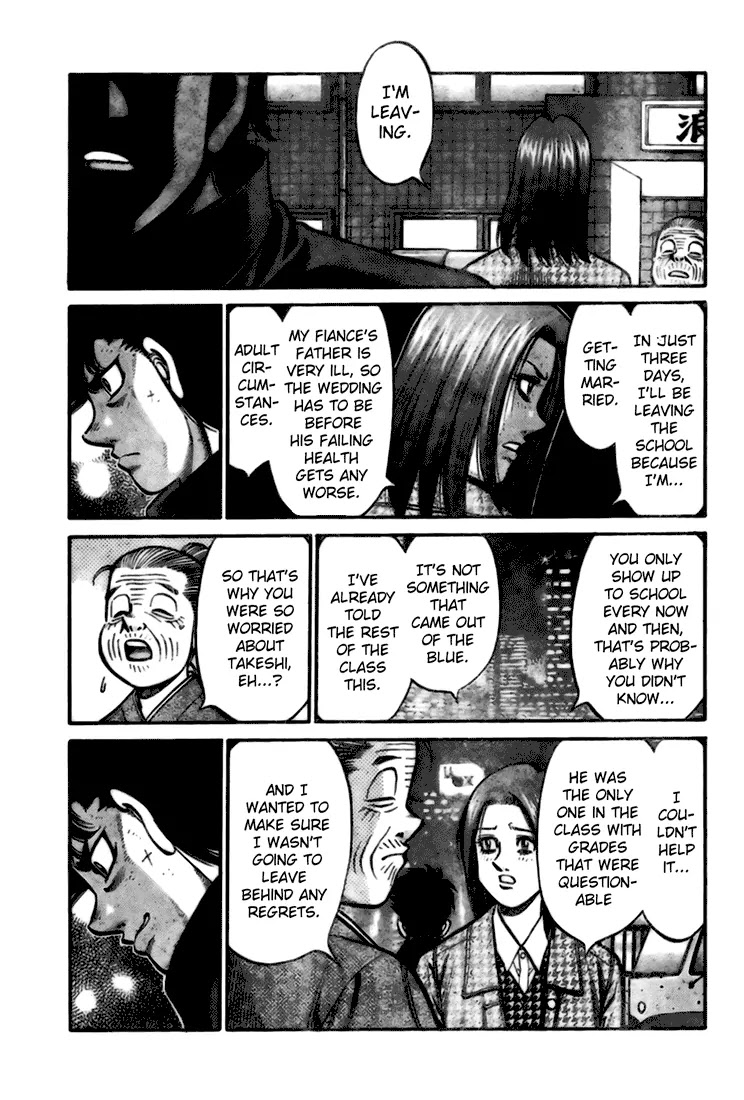 I'M
LEAV-
ING.
浪
IN JUST
THREE
DAYS,
I'LL BE
LEAVING
THE
SCHOOL
BECAUSE
I'M...
GET-
TING
MAR-
RIED.
MY FIANCE'S
FATHER IS
VERY ILL, SO
THE WEDDING
HAS TO BE
BEFORE
HIS FAILING
HEALTH
GETS ANY
WORSE.
ADULT
CIR-
CUM-
STAN-
CES.
YOU ONLY
SHOW UP
TO SCHOOL
EVERY NOW
AND THEN,
THAT'S PROB-
ABLY WHY
YOU DIDN'T
KNOW...
IT'S NOT
SOMETHING
THAT
CAME OUT
OF THE
BLUE.
I'VE
ALREADY
TOLD
THE REST
OF THE
CLASS
THIS.
SO THAT'S
WHY YOU
WERE SO
WORRIED
ABOUT
TAKESHI,
EH...?
I
COU-
LDN'T
HELP
IT...
HE WAS
THE ONLY
ONE IN THE
CLASS WITH
GRADES
THAT WERE
QUESTION-
ABLE
AND I
WANTED TO
MAKE SURE
I WASN'T
GOING TO
LEAVE
BEHIND ANY
REGRETS.